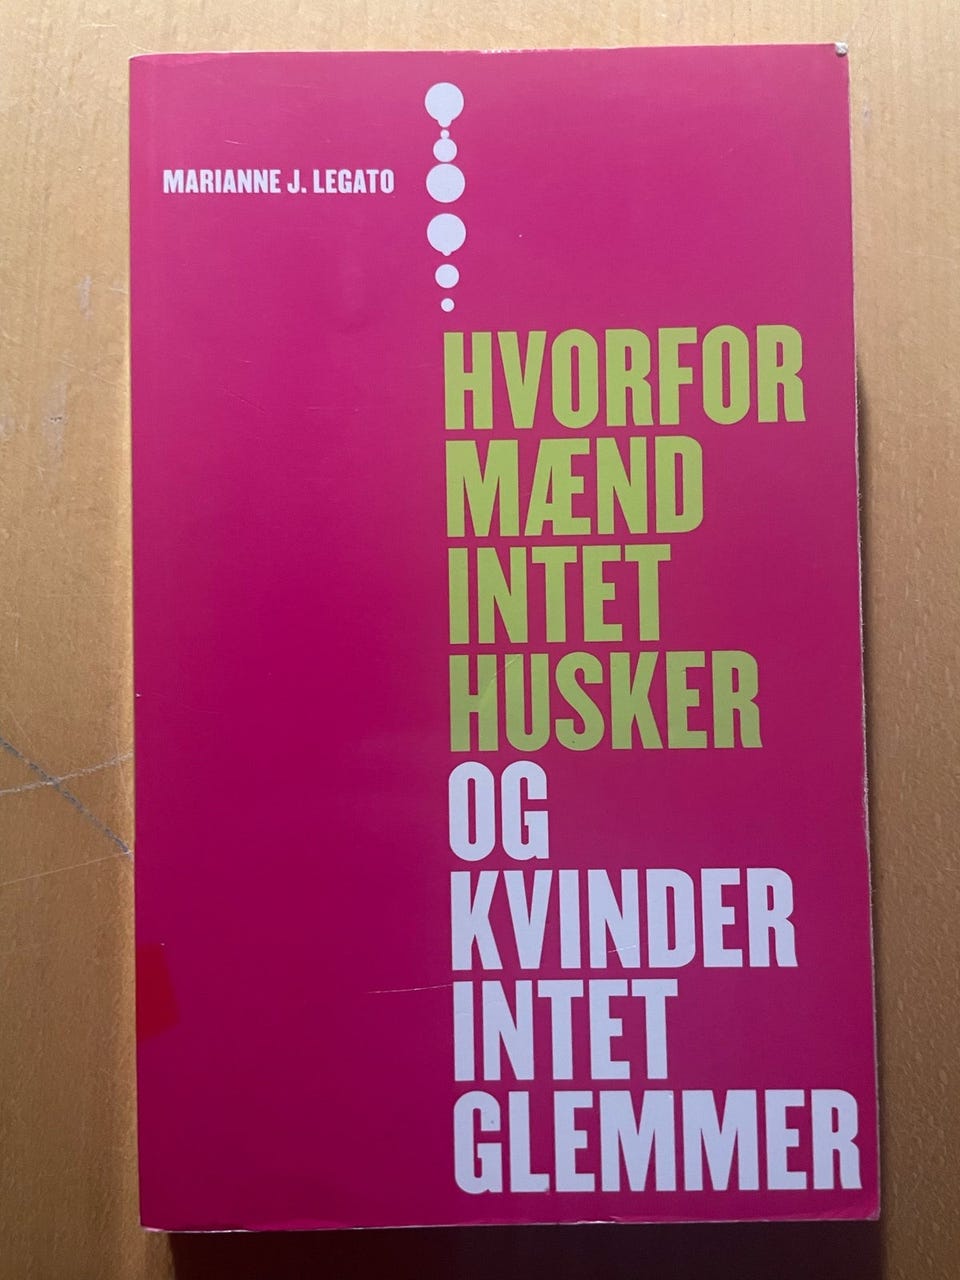 MARIANNE J. LEGATO
HVORFOR
MÆND
INTET
HUSKER
OG
KVINDER
INTET
GLEMMER